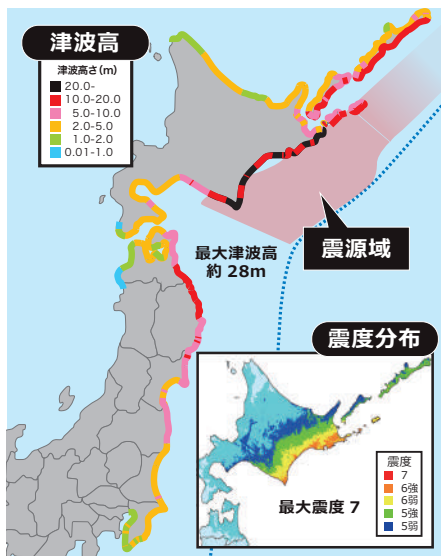 津波高
津波高さ(m)
20.0-
10.0-20.0
5.0-10.0
2.0-5.0
1.0-2.0
0.01-1.0
最大津波高
約 28m
震源域
震度分布
震度
7
6強
6弱
5強
5弱
最大震度 7